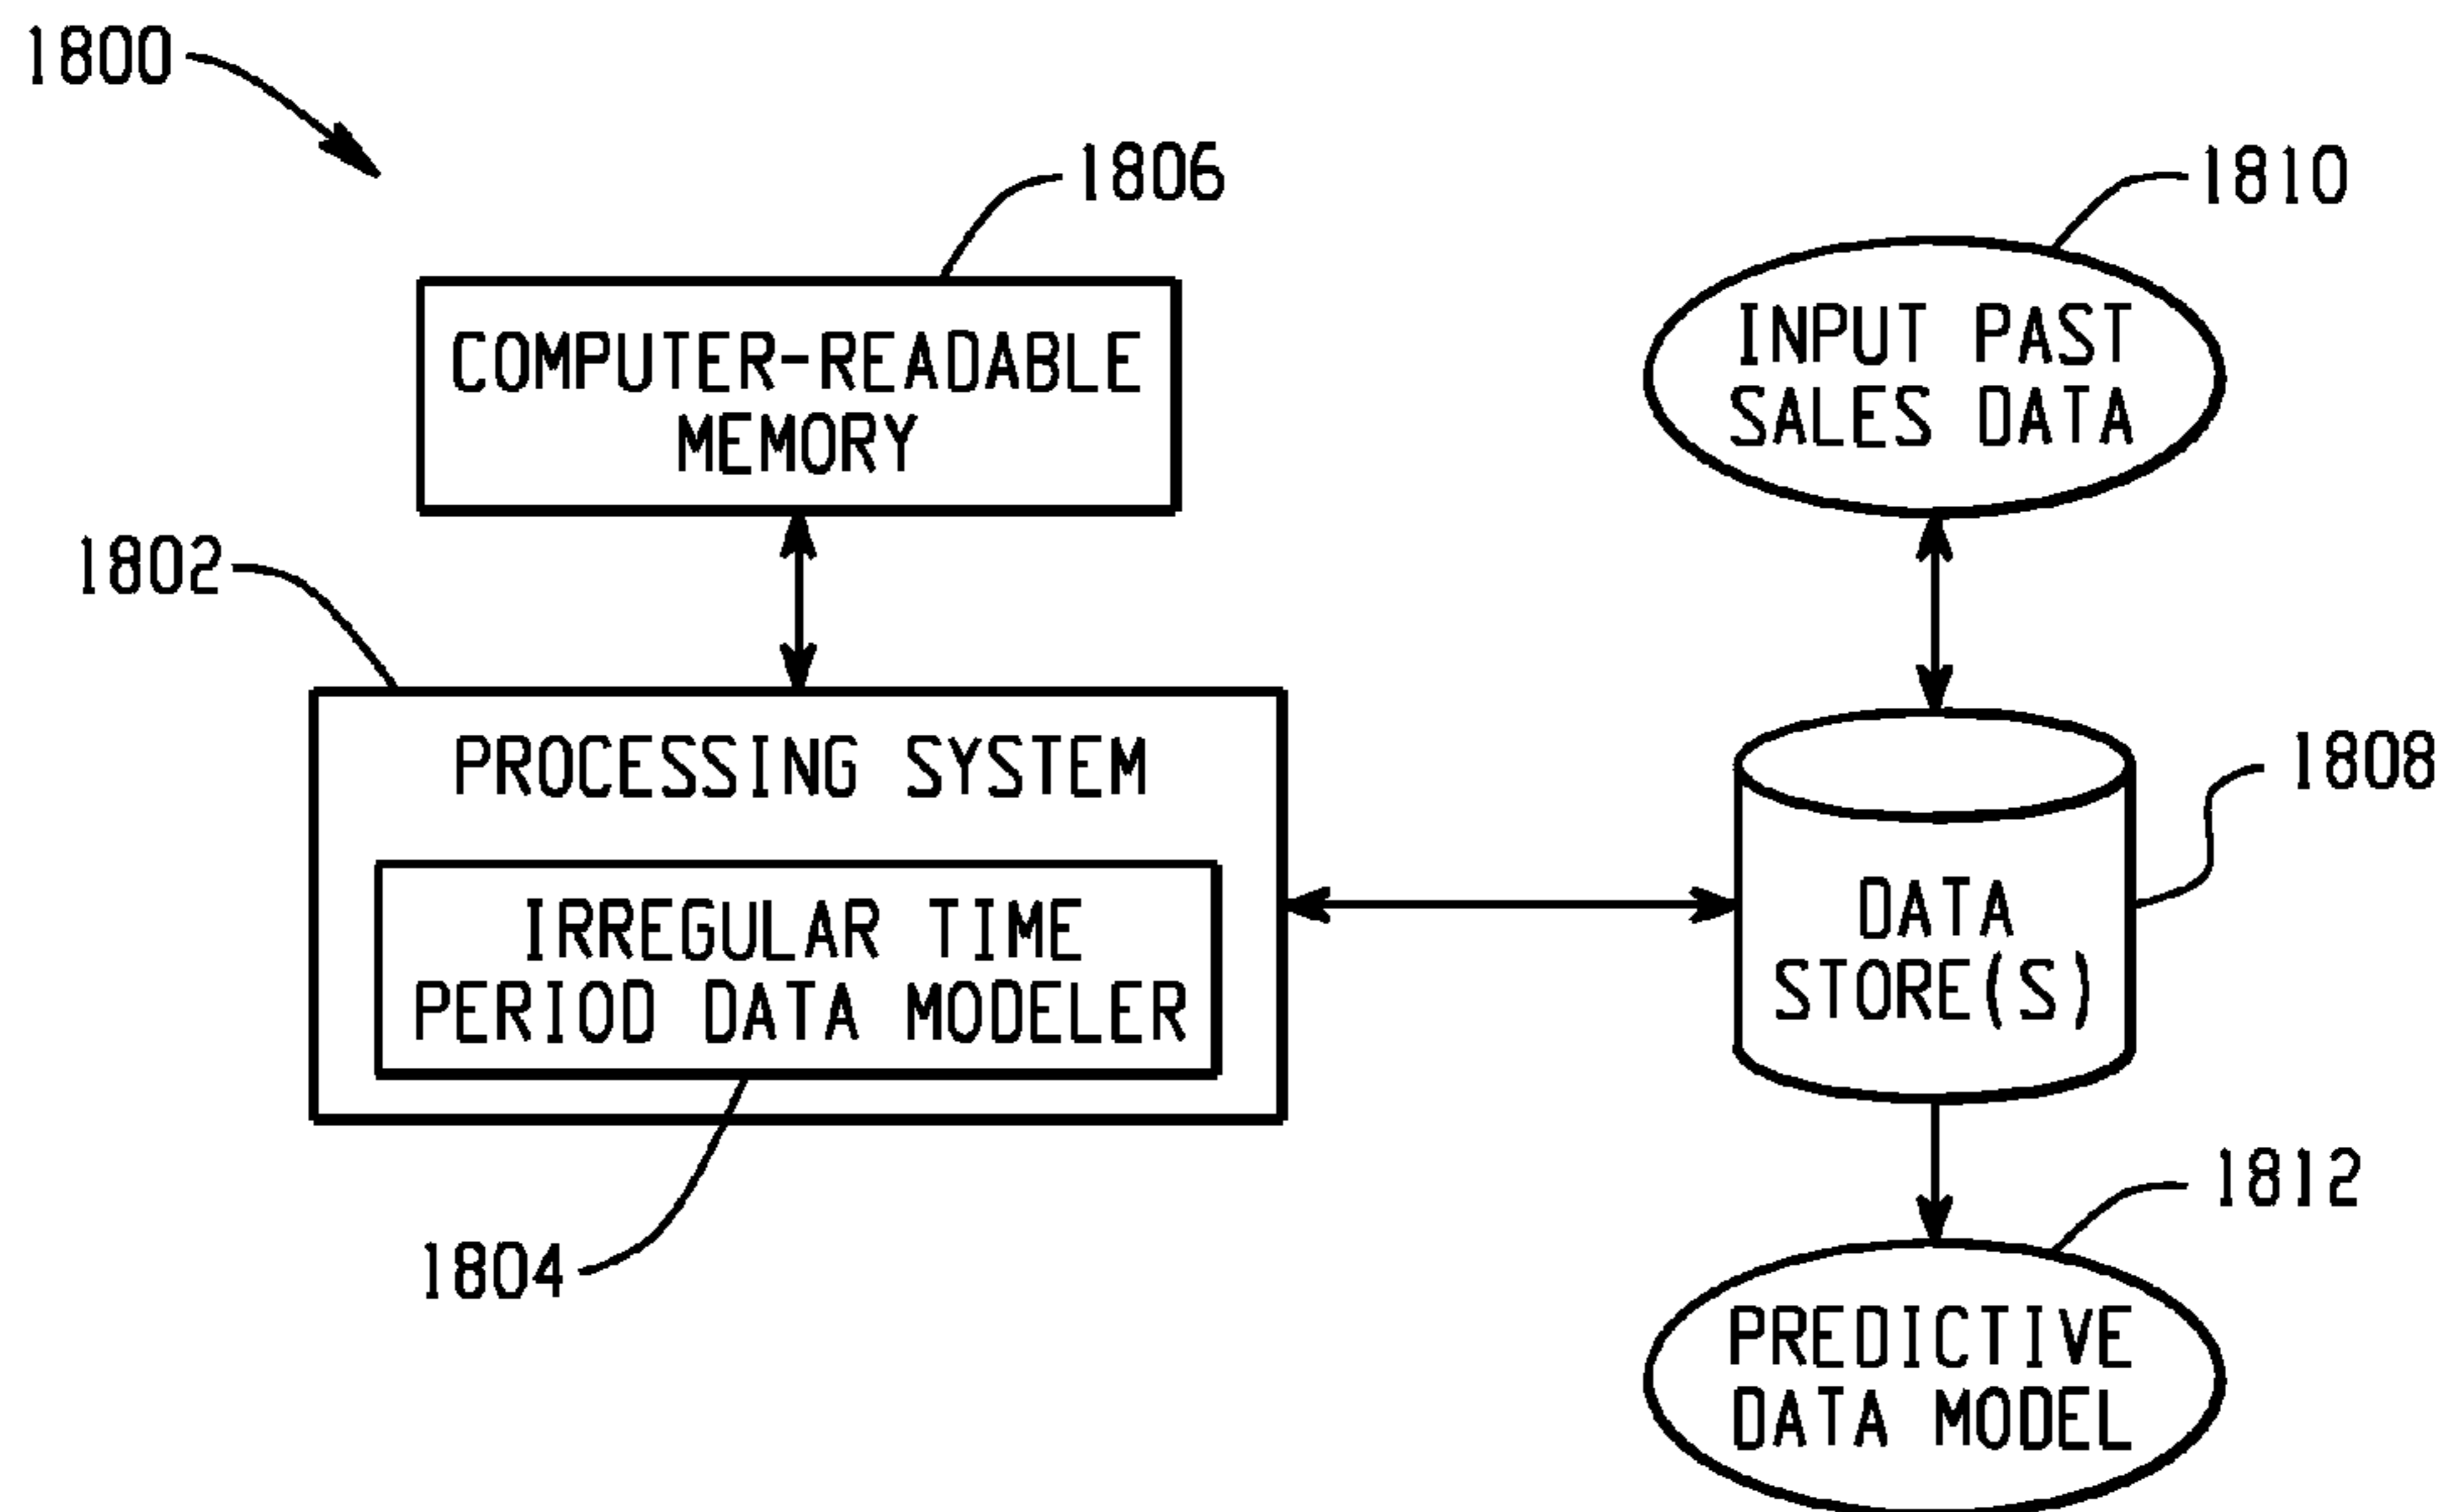 1800
1806
1810
COMPUTER-READABLE
MEMORY
INPUT PAST
SALES DATA
1802
PROCESSING SYSTEM
IRREGULAR TIME
PERIOD DATA MODELER
1808
DATA
STORE(S)
1804
1812
PREDICTIVE
DATA MODEL